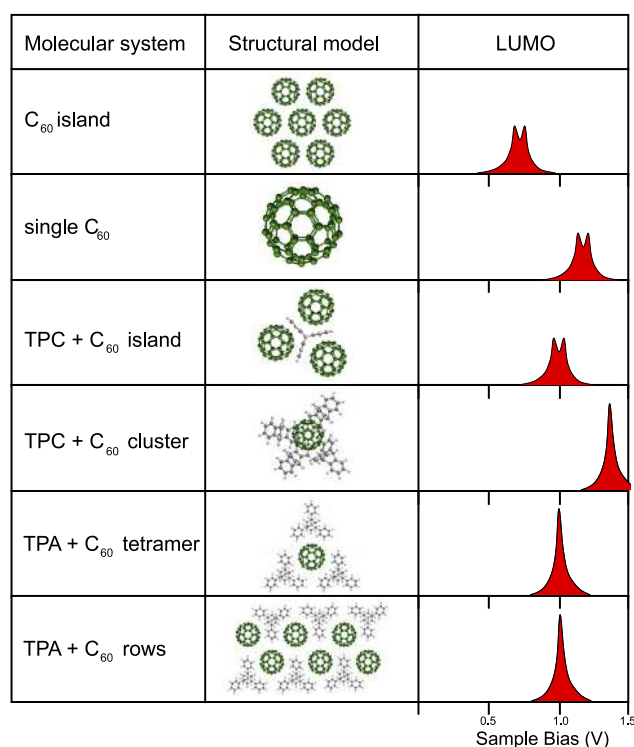 Molecular system Structural model LUMO
C₆₀ island
single C₆₀
TPC + C₆₀ island
TPC + C₆₀ cluster
TPA + C₆₀ tetramer
TPA + C₆₀ rows
0.5 1.0 1.5
Sample Bias (V)